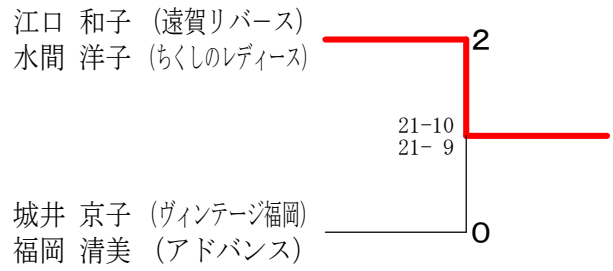 江口 和子 (遠賀リバース)
水間 洋子 (ちくしのレディース)
2
21-10
21- 9
城井 京子 (ヴィンテージ福岡)
福岡 清美 (アドバンス)
0